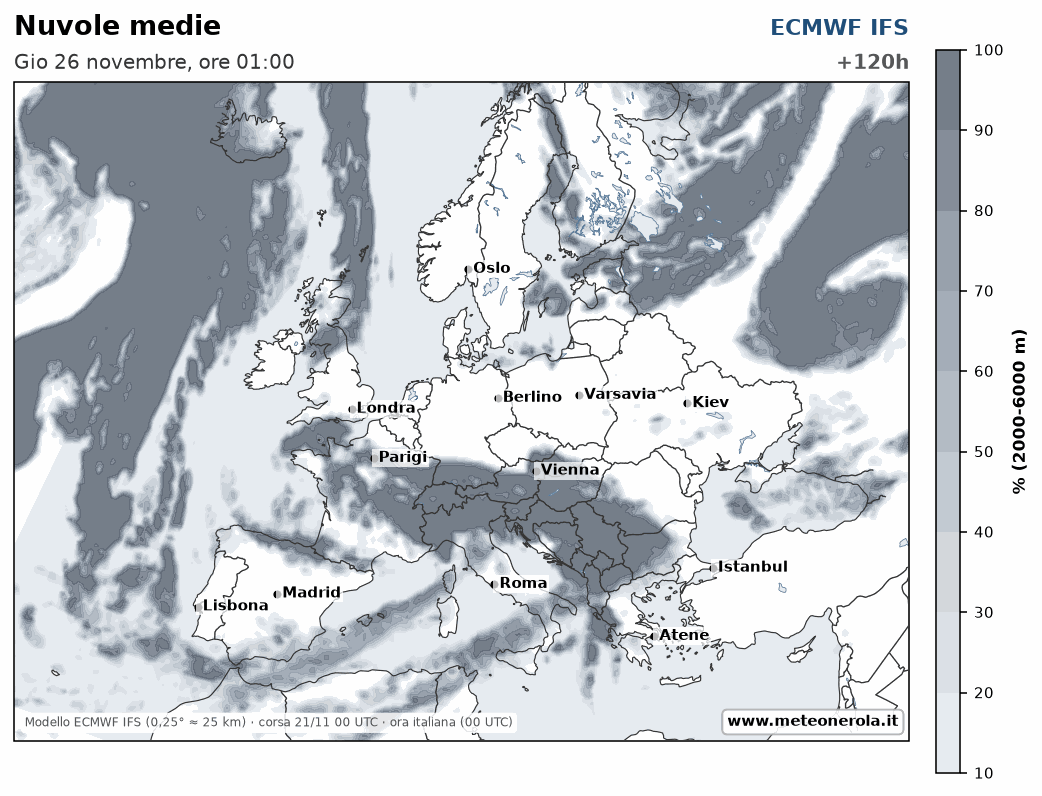 Nuvole medie
ECMWF IFS
Gio 26 novembre, ore 01:00
+120h
100
90
80
70
60
50
40
30
20
10
% (2000-6000 m)
Oslo
Londra
Berlino
Varsavia
Kiev
Parigi
Vienna
Istanbul
Roma
Madrid
Lisbona
Atene
Modello ECMWF IFS (0,25° ≈ 25 km) · corsa 21/11 00 UTC · ora italiana (00 UTC)
www.meteonerola.it